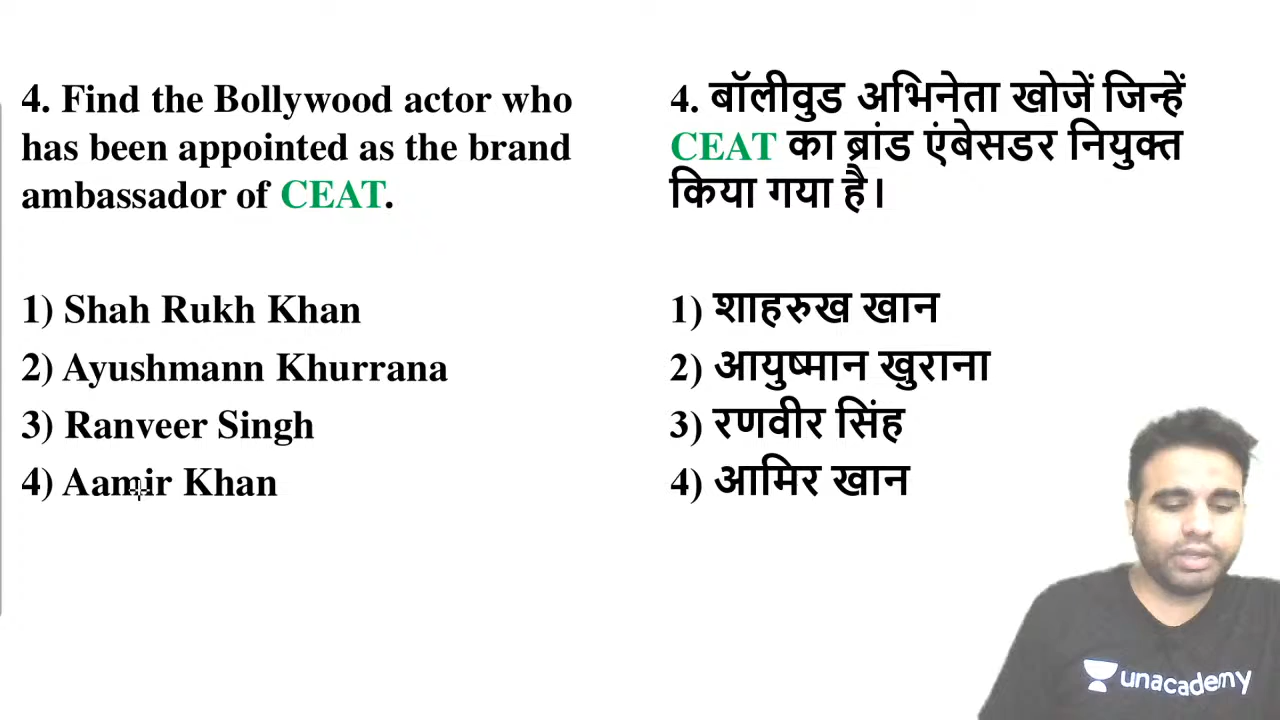 4. Find the Bollywood actor who
has been appointed as the brand
ambassador of CEAT.
1) Shah Rukh Khan
2) Ayushmann Khurrana
3) Ranveer Singh
4) Aamir Khan
4. बॉलीवुड अभिनेता खोजें जिन्हें
CEAT का ब्रांड एंबेसडर नियुक्त
किया गया है।
1) शाहरुख खान
2) आयुष्मान खुराना
3) रणवीर सिंह
4) आमिर खान
unacademy